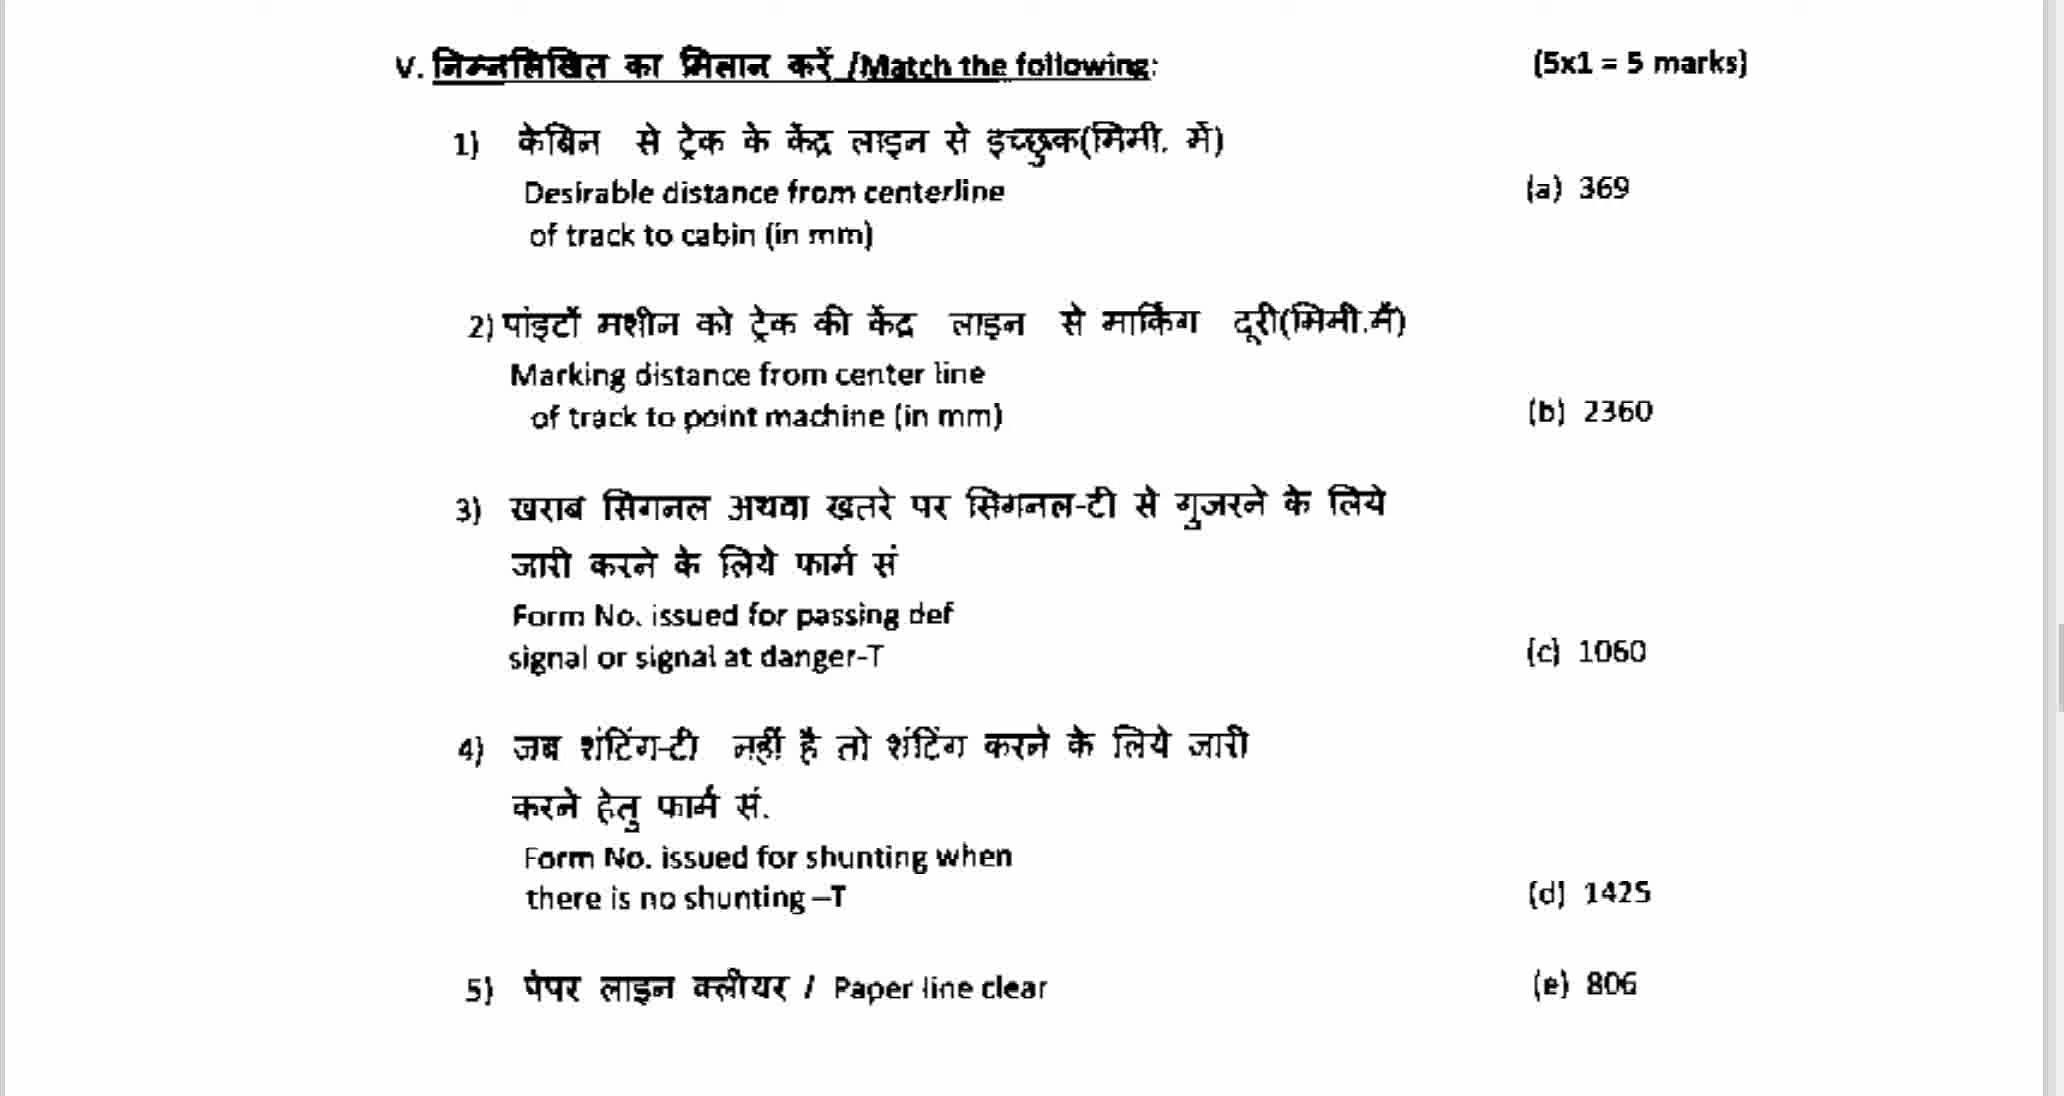 V. निम्नलिखित का मिलान करें /Match the following: (5x1 = 5 marks)
1) केबिन से ट्रेक के केंद्र लाइन से इच्छुक(मिमी. में)
Desirable distance from centerline (a) 369
of track to cabin (in mm)
2) पांइटों मशीन को ट्रेक की केंद्र लाइन से मार्किंग दूरी(मिमी.में)
Marking distance from center line
of track to point machine (in mm) (b) 2360
3) खराब सिगनल अथवा खतरे पर सिगनल-टी से गुजरने के लिये
जारी करने के लिये फार्म सं
Form No. issued for passing def
signal or signal at danger-T (c) 1060
4) जब शंटिंग-टी नहीं है तो शंटिंग करने के लिये जारी
करने हेतु फार्म सं.
Form No. issued for shunting when
there is no shunting –T (d) 1425
5) पेपर लाइन क्लीयर / Paper line clear (e) 806